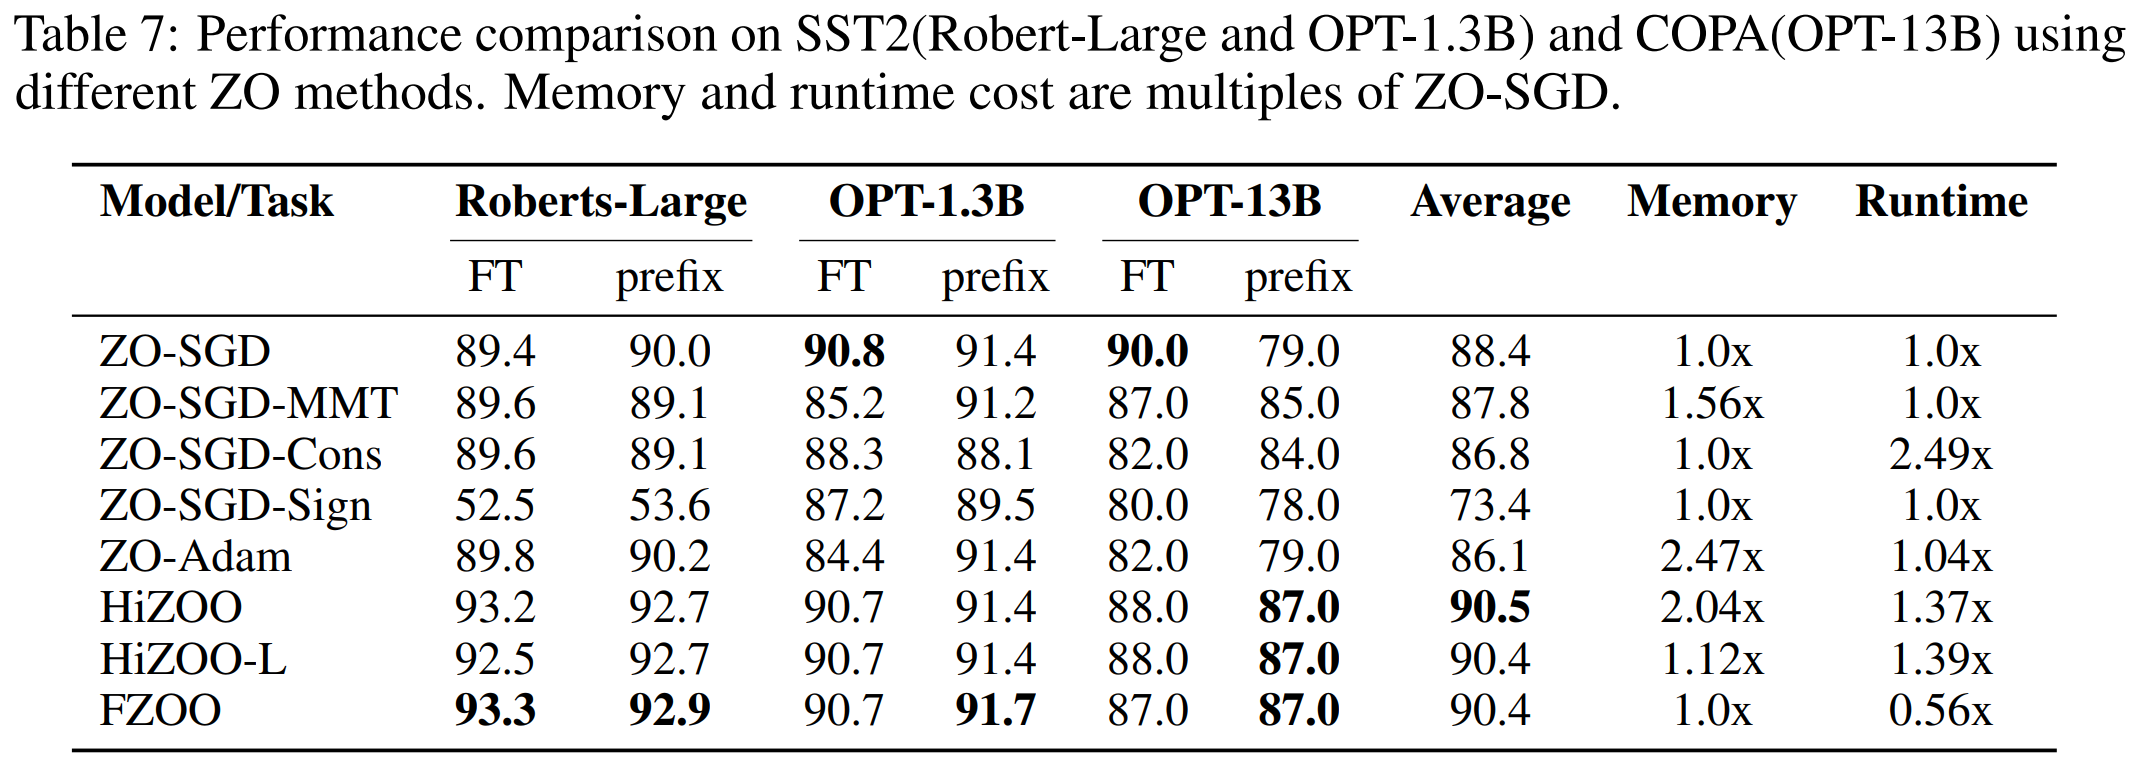 Table 7: Performance comparison on SST2(Robert-Large and OPT-1.3B) and COPA(OPT-13B) using
different ZO methods. Memory and runtime cost are multiples of ZO-SGD.
Model/Task Roberts-Large OPT-1.3B OPT-13B Average Memory Runtime
FT prefix FT prefix FT prefix
ZO-SGD 89.4 90.0 90.8 91.4 90.0 79.0 88.4 1.0x 1.0x
ZO-SGD-MMT 89.6 89.1 85.2 91.2 87.0 85.0 87.8 1.56x 1.0x
ZO-SGD-Cons 89.6 89.1 88.3 88.1 82.0 84.0 86.8 1.0x 2.49x
ZO-SGD-Sign 52.5 53.6 87.2 89.5 80.0 78.0 73.4 1.0x 1.0x
ZO-Adam 89.8 90.2 84.4 91.4 82.0 79.0 86.1 2.47x 1.04x
HiZOO 93.2 92.7 90.7 91.4 88.0 87.0 90.5 2.04x 1.37x
HiZOO-L 92.5 92.7 90.7 91.4 88.0 87.0 90.4 1.12x 1.39x
FZOO 93.3 92.9 90.7 91.7 87.0 87.0 90.4 1.0x 0.56x